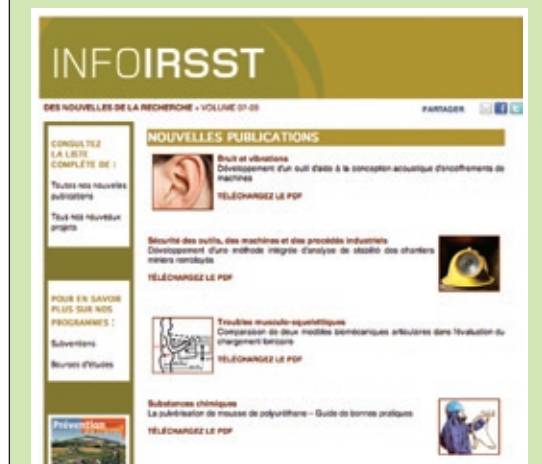 INFOIRSST
DES NOUVELLES DE LA RECHERCHE - VOLUME 07-09
PARTAGER
CONSULTEZ
LA LISTE
COMPLÈTE DE :
Toutes nos nouvelles
publications
Tous nos nouveaux
projets
POUR EN SAVOIR
PLUS SUR NOS
PROGRAMMES :
Subventions
Bourses d'études
Prévention
NOUVELLES PUBLICATIONS
Bruit et vibrations
Développement d'un outil d'aide à la conception acoustique d'encoffrements de
machines
TÉLÉCHARGEZ LE PDF
Sécurité des outils, des machines et des procédés industriels
Développement d'une méthode intégrée d'analyse de stabilité des chantiers
miniers remblayés
TÉLÉCHARGEZ LE PDF
Troubles musculo-squelettiques
Comparaison de deux modèles biomécaniques articulaires dans l'évaluation du
chargement lombaire
TÉLÉCHARGEZ LE PDF
Substances chimiques
La pulvérisation de mousse de polyuréthane – Guide de bonnes pratiques
TÉLÉCHARGEZ LE PDF